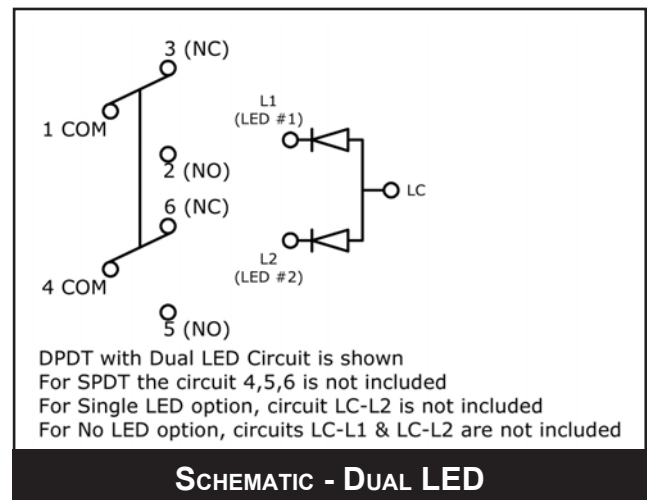 3 (NC)
1 COM
2 (NO)
6 (NC)
4 COM
5 (NO)
L1
(LED #1)
LC
L2
(LED #2)
DPDT with Dual LED Circuit is shown
For SPDT the circuit 4,5,6 is not included
For Single LED option, circuit LC-L2 is not included
For No LED option, circuits LC-L1 & LC-L2 are not included
SCHEMATIC - DUAL LED